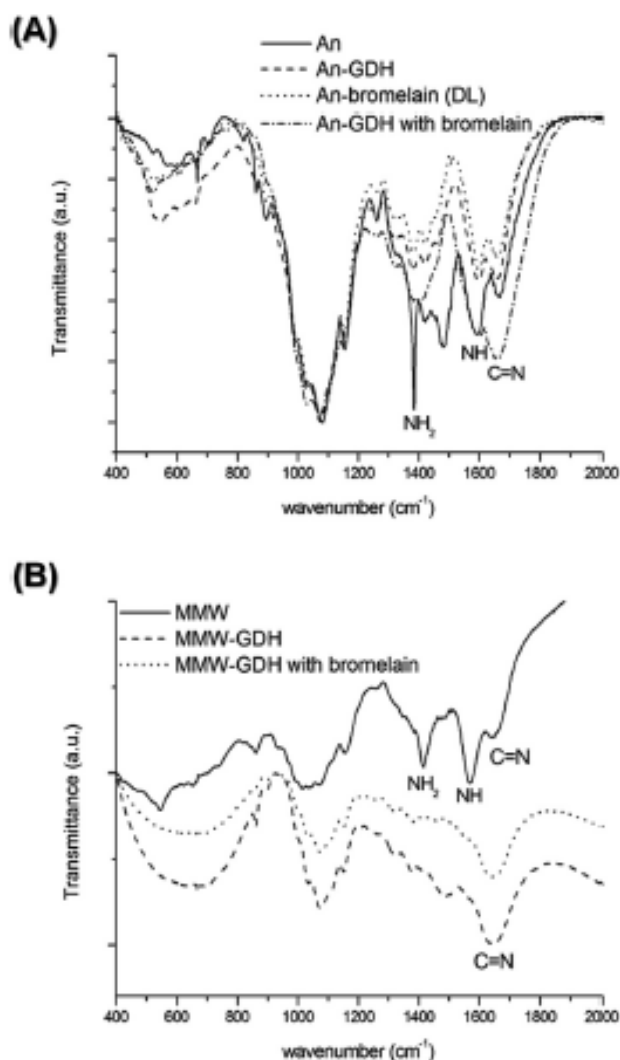 (A)
An
An-GDH
An-bromelain (DL)
An-GDH with bromelain
Transmittance (a.u.)
NH₂
NH
C=N
400 600 800 1000 1200 1400 1600 1800 2000
wavenumber (cm⁻¹)
(B)
MMW
MMW-GDH
MMW-GDH with bromelain
Transmittance (a.u.)
NH₂
NH
C=N
C=N
400 600 800 1000 1200 1400 1600 1800 2000
wavenumber (cm⁻¹)